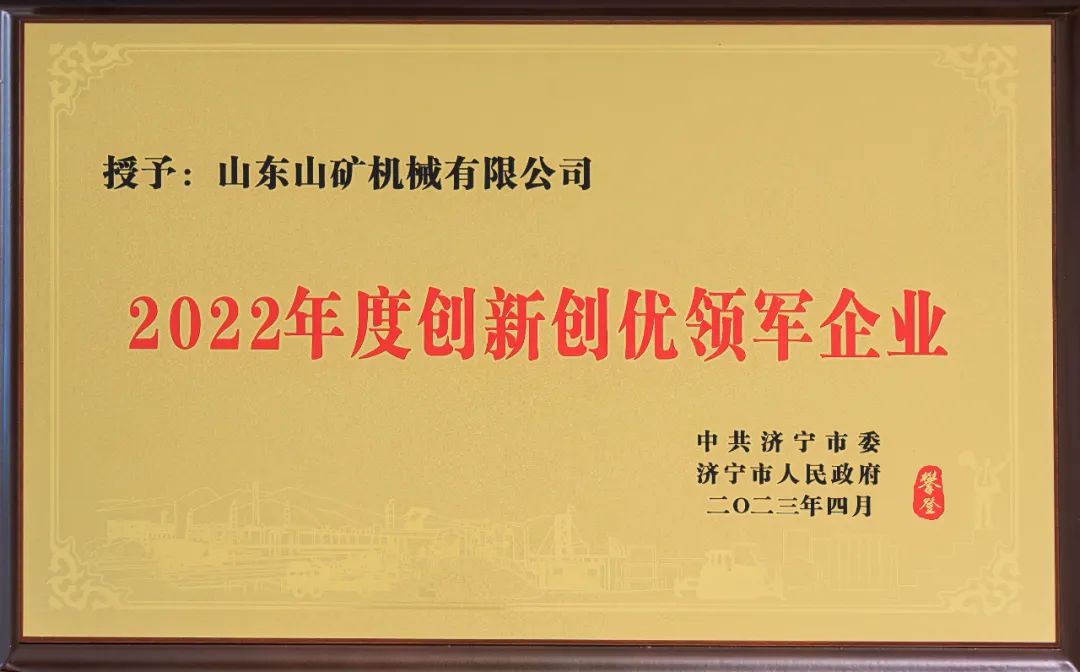 授予：山东山矿机械有限公司
2022年度创新创优领军企业
中共济宁市委
济宁市人民政府
二〇二三年四月
攀登